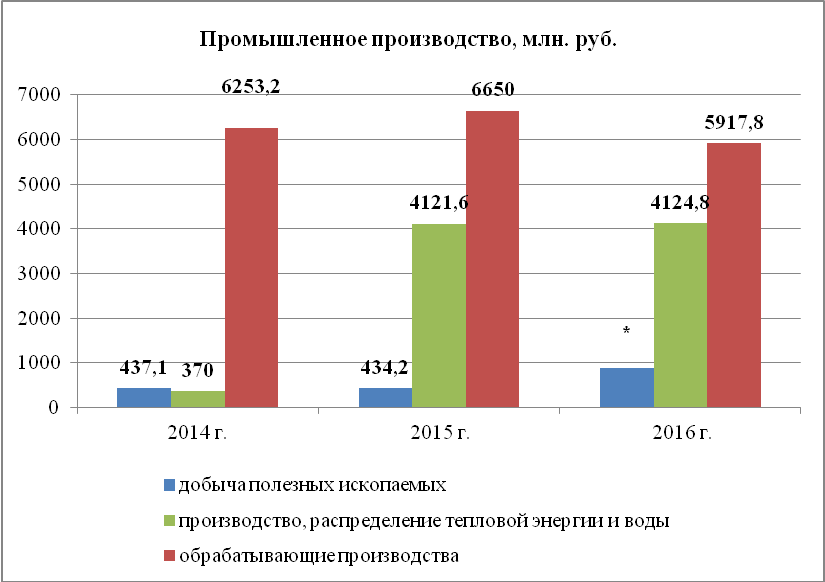 Промышленное производство, млн. руб.
7000
6000
5000
4000
3000
2000
1000
0
437,1
370
6253,2
434,2
4121,6
6650
*
4124,8
5917,8
2014 г.
2015 г.
2016 г.
добыча полезных ископаемых
производство, распределение тепловой энергии и воды
обрабатывающие производства